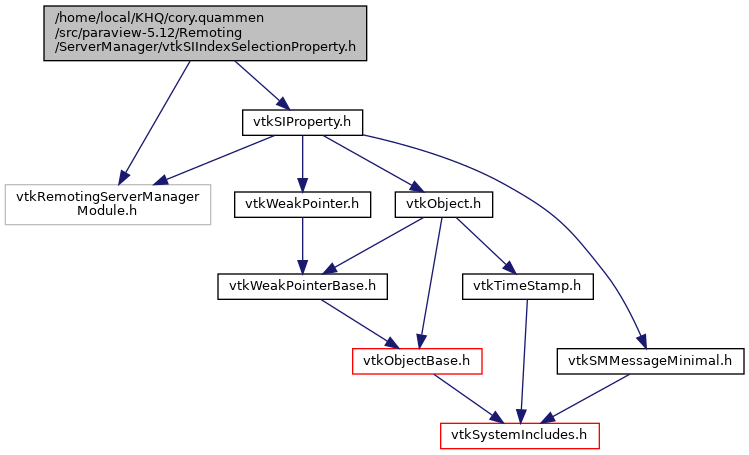 /home/local/KHQ/cory.quammen
/src/paraview-5.12/Remoting
/ServerManager/vtkSIIndexSelectionProperty.h
vtkSIProperty.h
vtkRemotingServerManager
Module.h
vtkWeakPointer.h
vtkObject.h
vtkWeakPointerBase.h
vtkTimeStamp.h
vtkObjectBase.h
vtkSMMessageMinimal.h
vtkSystemIncludes.h